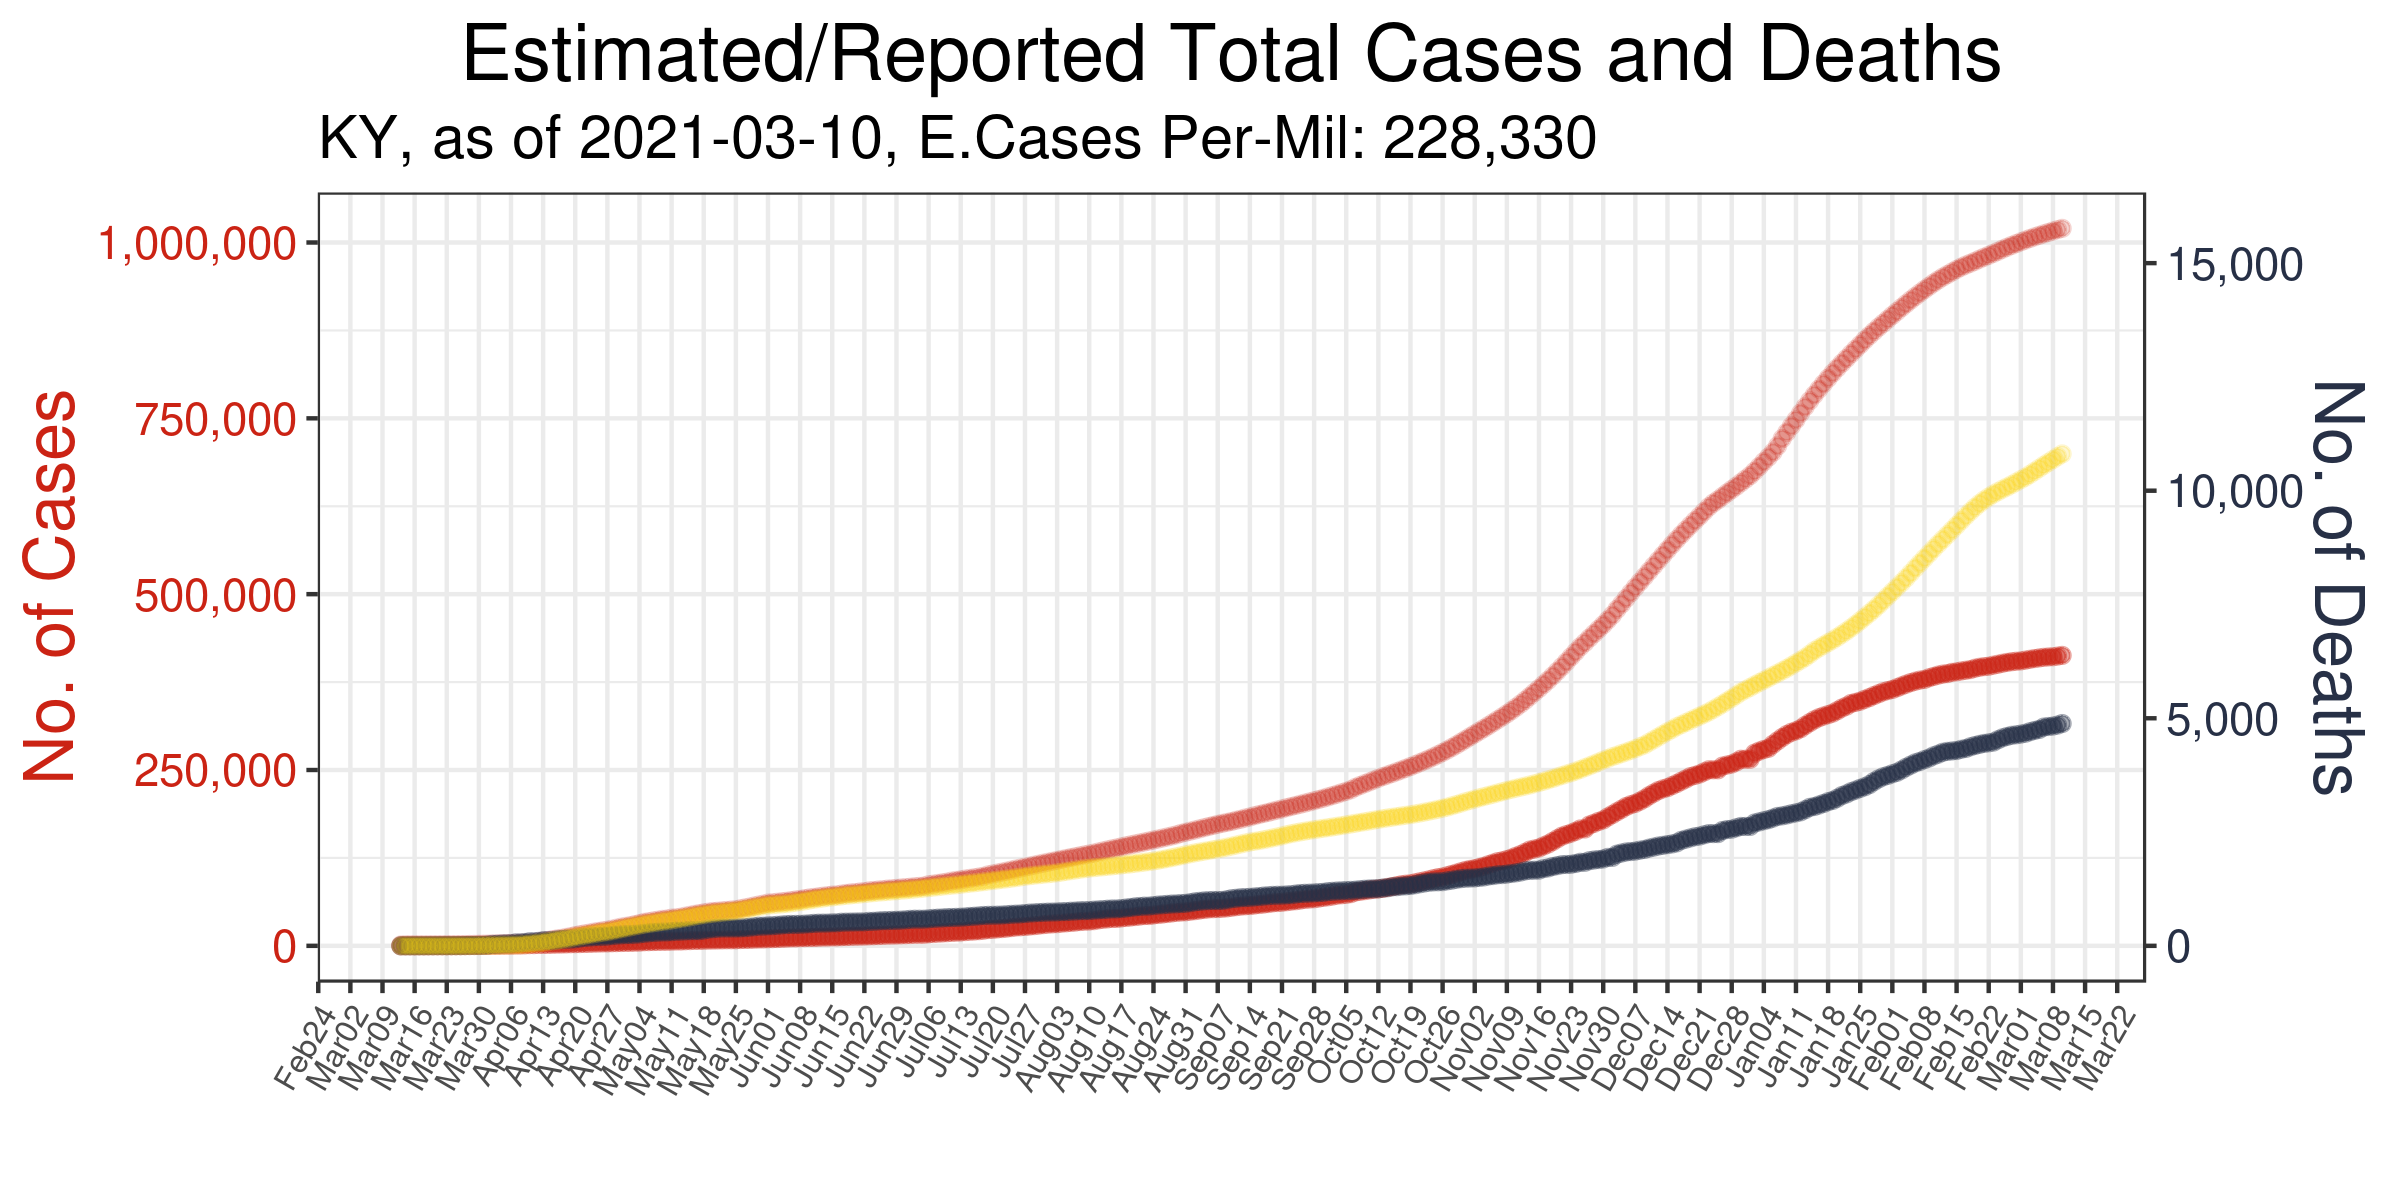 Estimated/Reported Total Cases and Deaths
KY, as of 2021-03-10, E.Cases Per-Mil: 228,330
No. of Cases
1,000,000
750,000
500,000
250,000
0
15,000
10,000
5,000
0
No. of Deaths
Feb24
Mar02
Mar09
Mar16
Mar23
Mar30
Apr06
Apr13
Apr20
Apr27
May04
May11
May18
May25
Jun01
Jun08
Jun15
Jun22
Jun29
Jul06
Jul13
Jul20
Jul27
Aug03
Aug10
Aug17
Aug24
Aug31
Sep07
Sep14
Sep21
Sep28
Oct05
Oct12
Oct19
Oct26
Nov02
Nov09
Nov16
Nov23
Nov30
Dec07
Dec14
Dec21
Dec28
Jan04
Jan11
Jan18
Jan25
Feb01
Feb08
Feb15
Feb22
Mar01
Mar08
Mar15
Mar22